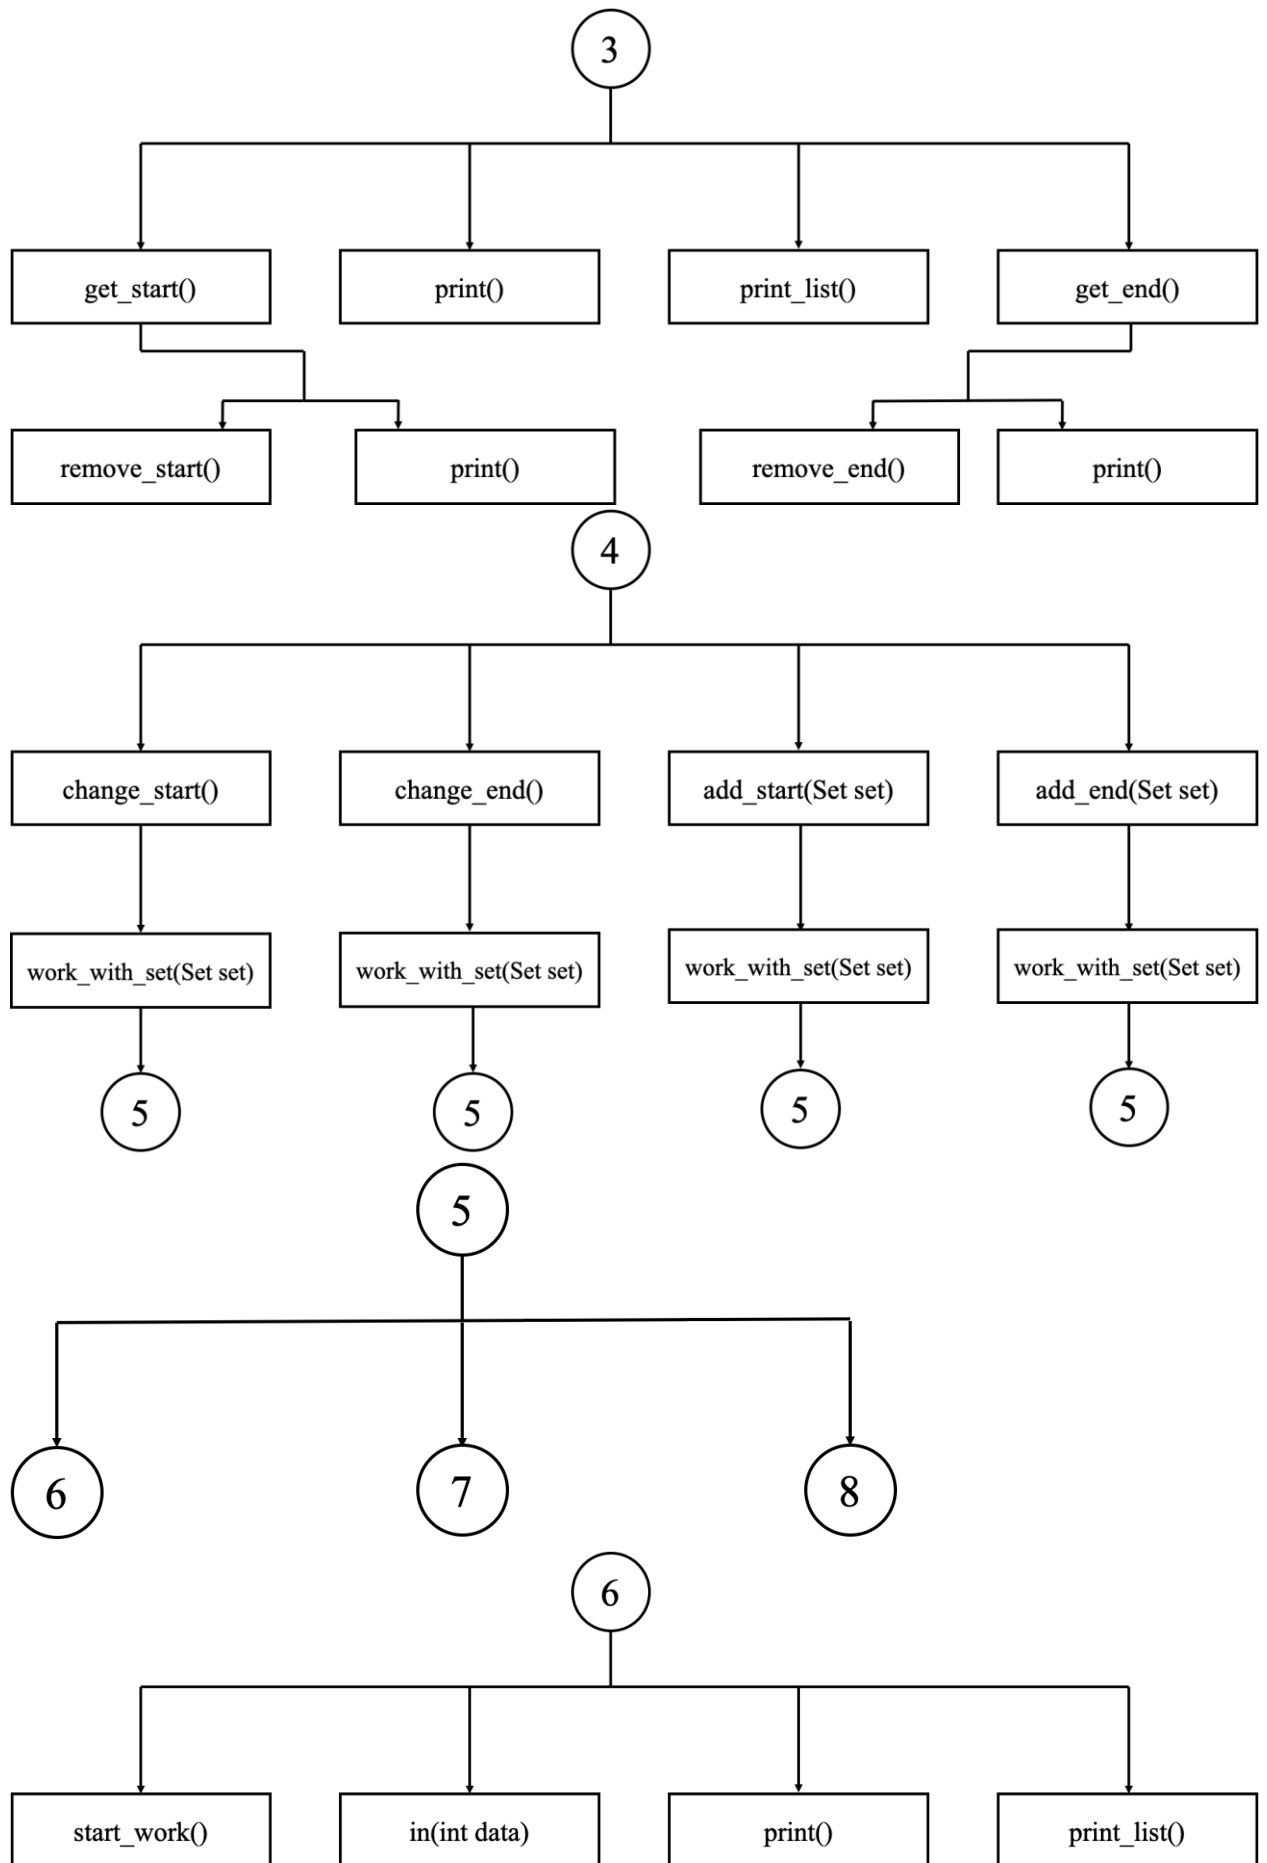 3
get_start() print() print_list() get_end()
remove_start() print() remove_end() print()
4
change_start() change_end() add_start(Set set) add_end(Set set)
work_with_set(Set set) work_with_set(Set set) work_with_set(Set set) work_with_set(Set set)
5 5 5 5
5
6 7 8
6
start_work() in(int data) print() print_list()